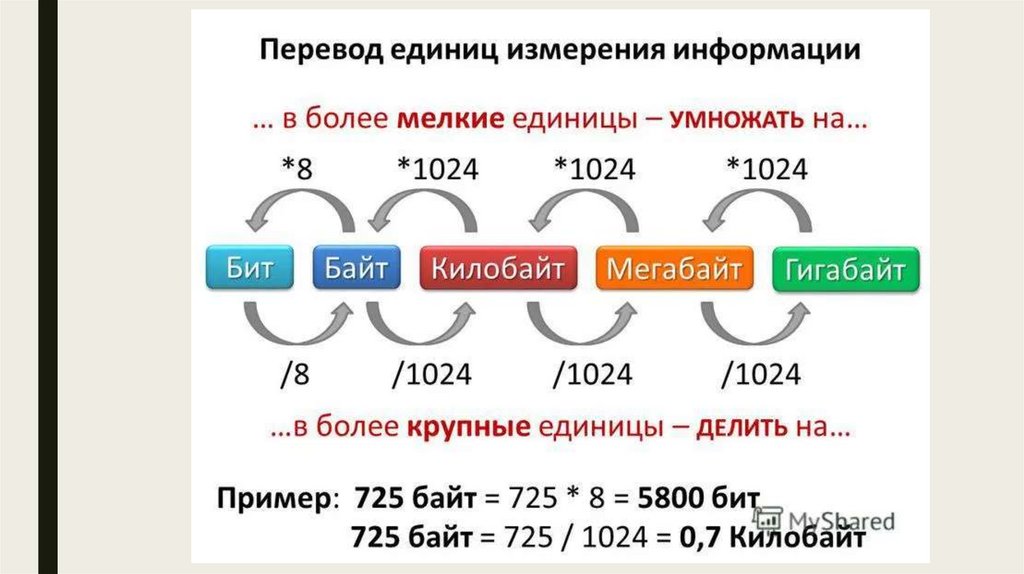 Перевод единиц измерения информации
... в более мелкие единицы – УМНОЖАТЬ на...
*8 *1024 *1024 *1024
Бит Байт Килобайт Мегабайт Гигабайт
/8 /1024 /1024 /1024
...в более крупные единицы – ДЕЛИТЬ на...
Пример: 725 байт = 725 * 8 = 5800 бит
725 байт = 725 / 1024 = 0,7 Килобайт
MyShared